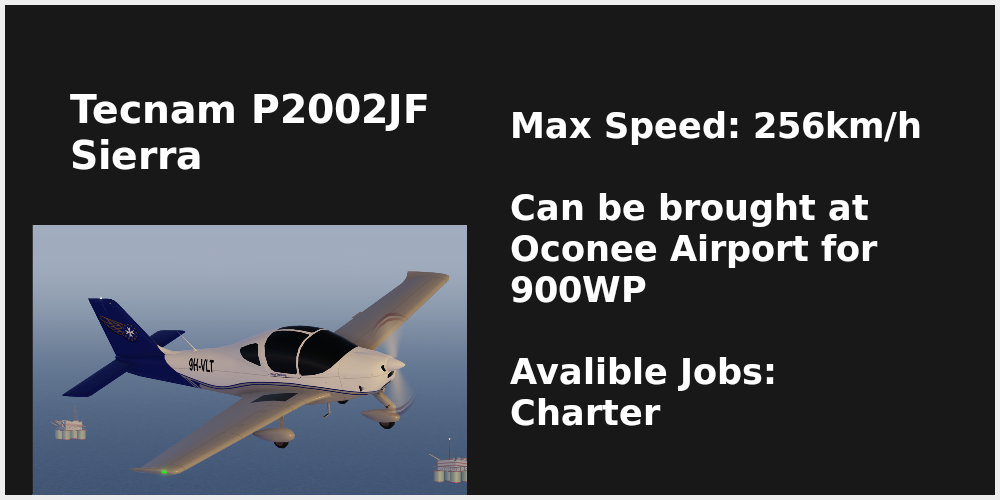 Tecnam P2002JF
Sierra
Max Speed: 256km/h
Can be brought at
Oconee Airport for
900WP
Avalible Jobs:
Charter
9H-VLT